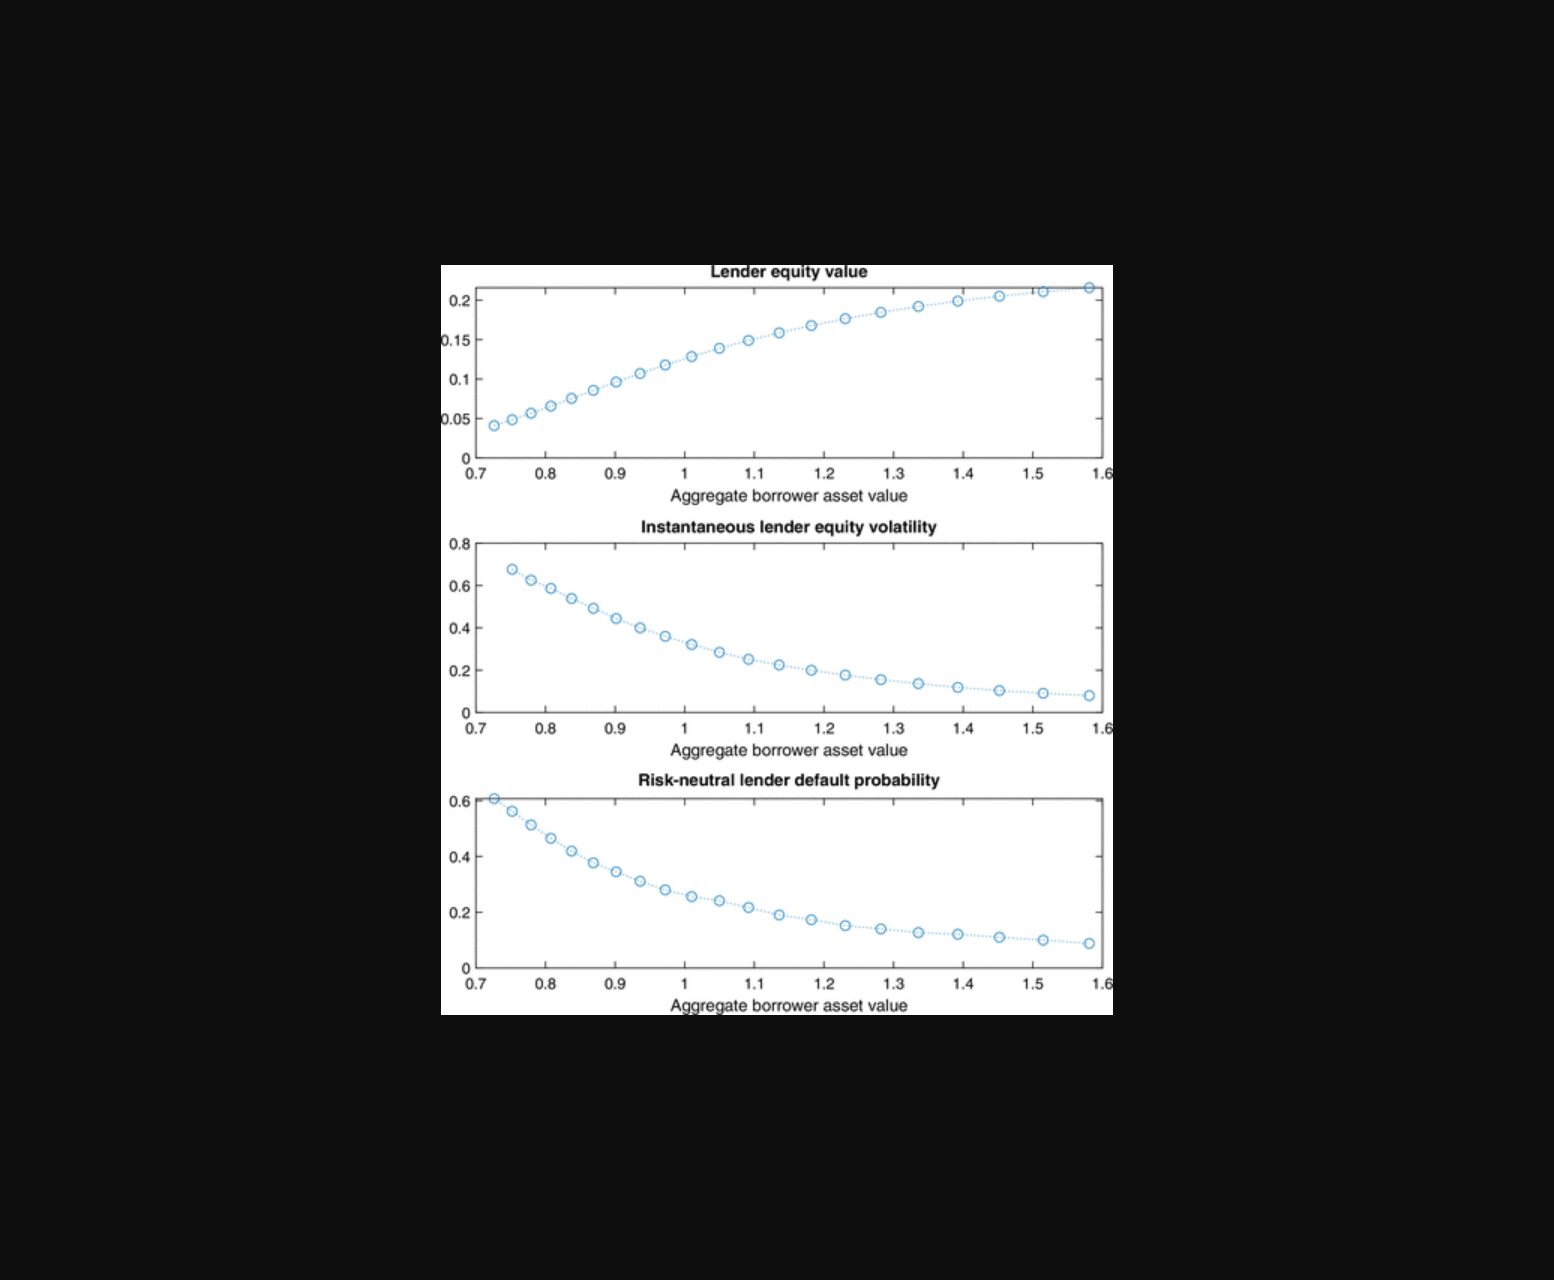 Lender equity value
0.2
0.15
0.1
0.05
0
0.7 0.8 0.9 1 1.1 1.2 1.3 1.4 1.5 1.6
Aggregate borrower asset value
Instantaneous lender equity volatility
0.8
0.6
0.4
0.2
0
0.7 0.8 0.9 1 1.1 1.2 1.3 1.4 1.5 1.6
Aggregate borrower asset value
Risk-neutral lender default probability
0.6
0.4
0.2
0
0.7 0.8 0.9 1 1.1 1.2 1.3 1.4 1.5 1.6
Aggregate borrower asset value